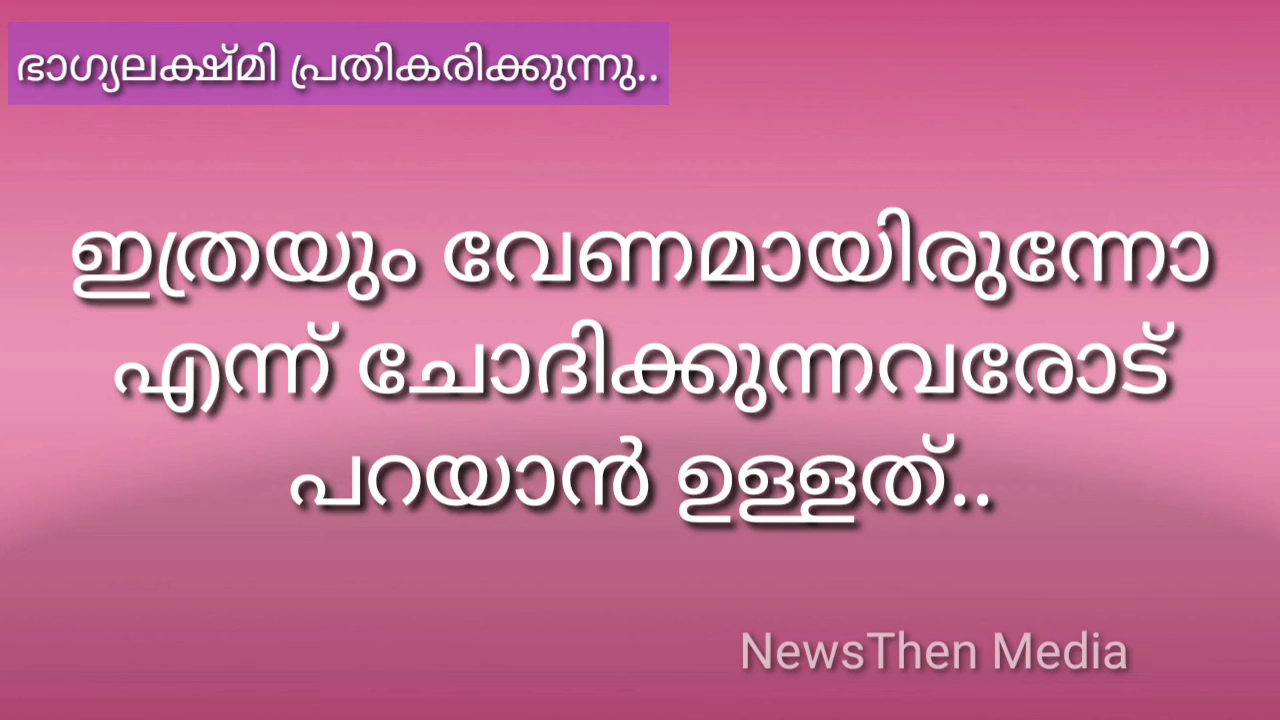 ഭാഗ്യലക്ഷ്മി പ്രതികരിക്കുന്നു..
ഇത്രയും വേണമായിരുന്നോ
എന്ന് ചോദിക്കുന്നവരോട്
പറയാൻ ഉള്ളത്..
NewsThen Media